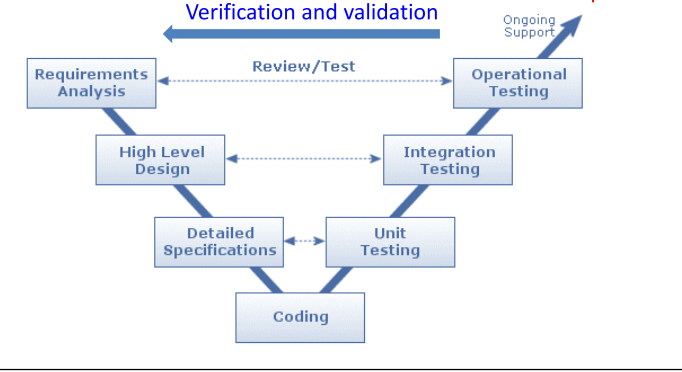 Verification and validation
Ongoing
Support
Review/Test
Requirements
Analysis
Operational
Testing
High Level
Design
Integration
Testing
Detailed
Specifications
Unit
Testing
Coding